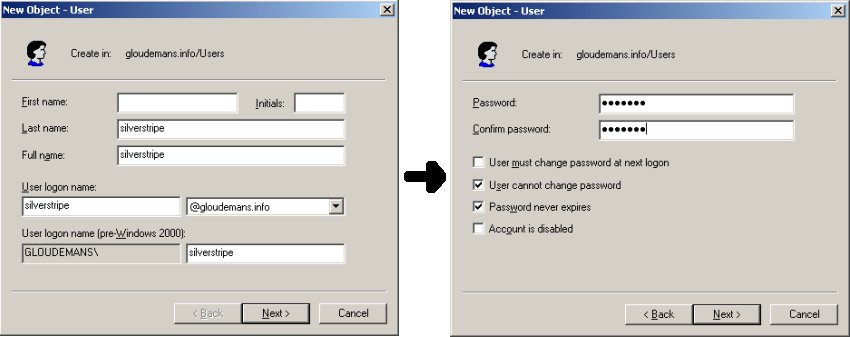 New Object - User
Create in: gloudemans.info/Users
First name:
Initials:
Last name: silverstripe
Full name: silverstripe
User logon name:
silverstripe @gloudemans.info
User logon name (pre-Windows 2000):
GLOUDEMANS\ silverstripe
< Back Next > Cancel
New Object - User
Create in: gloudemans.info/Users
Password: •••••••
Confirm password: •••••••
User must change password at next logon
User cannot change password
Password never expires
Account is disabled
< Back Next > Cancel